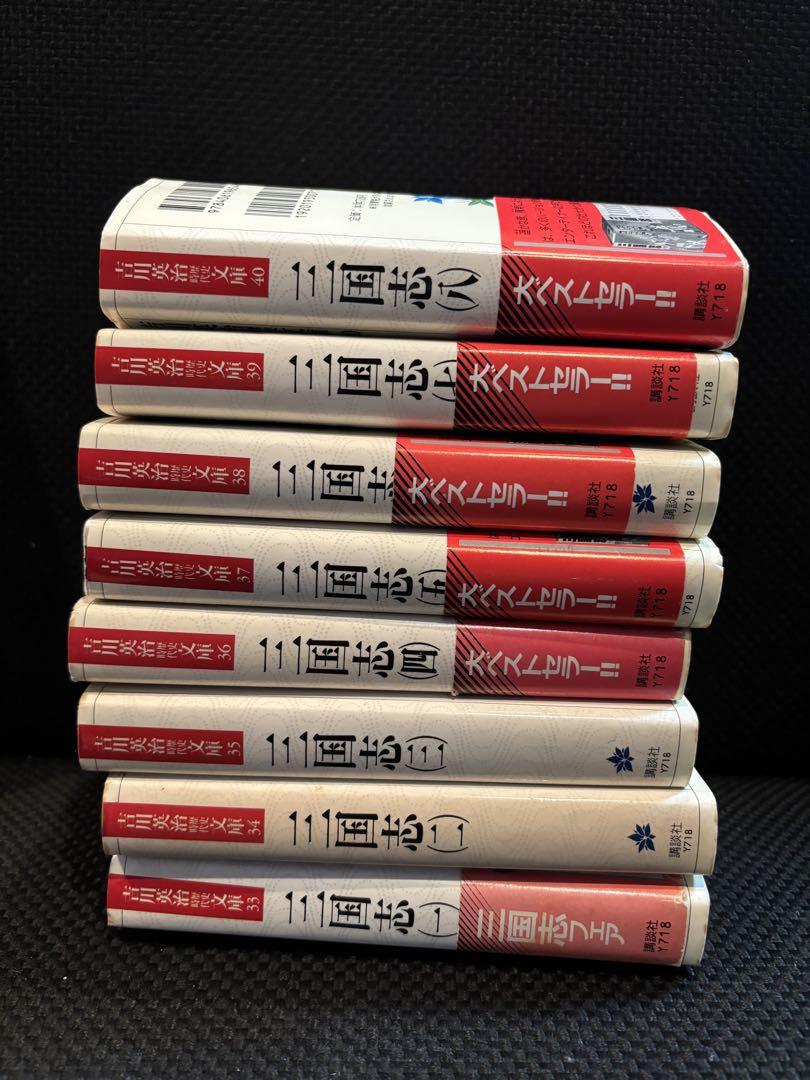 9784061965
1920193007
吉川英治
歴史
時代
文庫
40
三国志(八)
大ベストセラー!!
講談社
Y718
吉川英治
歴史
時代
文庫
39
三国志(七)
大ベストセラー!!
講談社
Y718
Y718
吉川英治
歴史
時代
文庫
38
三国志
大ベストセラー!!
Y718
講談社
Y718
吉川英治
歴史
時代
文庫
37
三国志(五)
大ベストセラー!!
講談社
Y718
Y718
吉川英治
歴史
時代
文庫
36
三国志(四)
大ベストセラー!!
講談社
Y718
吉川英治
歴史
時代
文庫
35
三国志(三)
講談社
Y718
吉川英治
歴史
時代
文庫
34
三国志(二)
講談社
Y718
吉川英治
歴史
時代
文庫
33
三国志(一)
三国志フェア
講談社
Y718